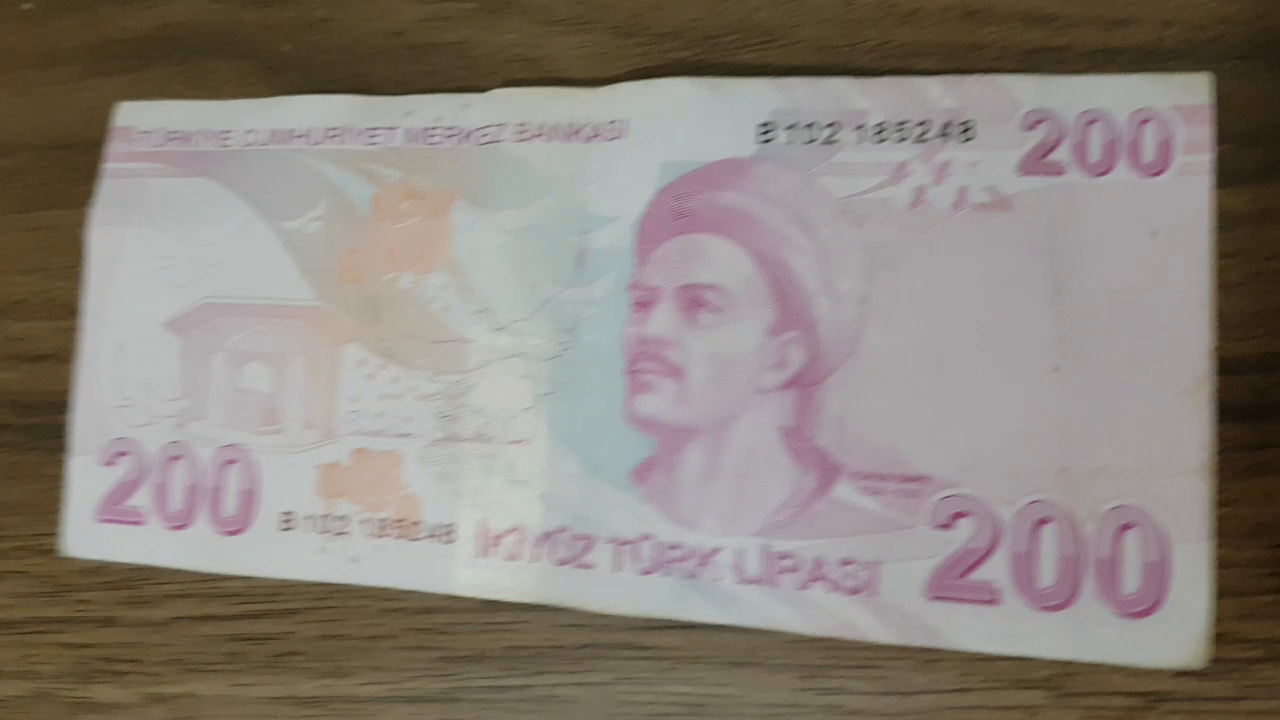 TÜRKİYE CUMHURİYET MERKEZ BANKASI
B102 185248
200
200
B102 185248
İKİYÜZ TÜRK LİRASI
200